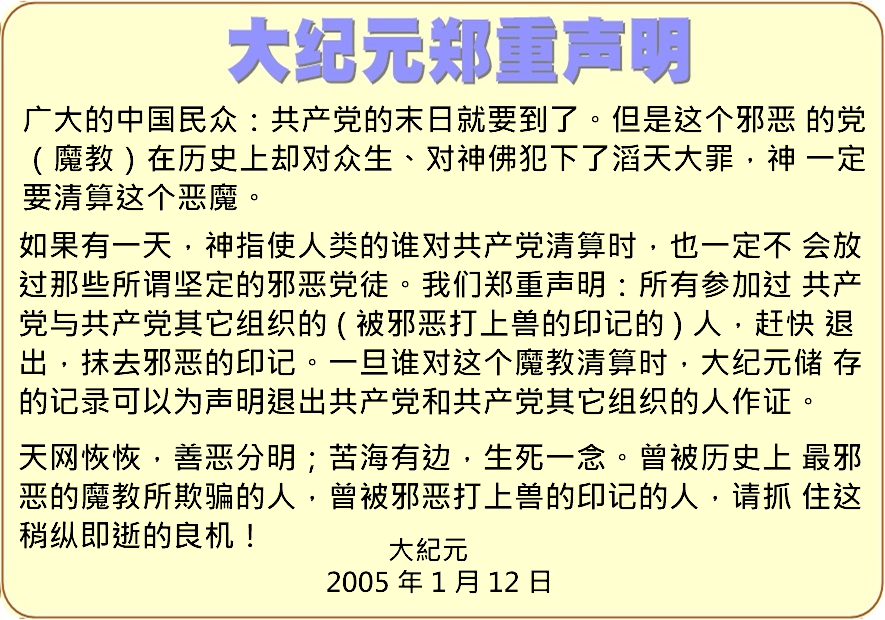 大纪元郑重声明
广大的中国民众：共产党的末日就要到了。但是这个邪恶 的党
（魔教）在历史上却对众生、对神佛犯下了滔天大罪，神 一定
要清算这个恶魔。
如果有一天，神指使人类的谁对共产党清算时，也一定不 会放
过那些所谓坚定的邪恶党徒。我们郑重声明：所有参加过 共产
党与共产党其它组织的（被邪恶打上兽的印记的）人，赶快 退
出，抹去邪恶的印记。一旦谁对这个魔教清算时，大纪元储 存
的记录可以为声明退出共产党和共产党其它组织的人作证。
天网恢恢，善恶分明；苦海有边，生死一念。曾被历史上 最邪
恶的魔教所欺骗的人，曾被邪恶打上兽的印记的人，请抓 住这
稍纵即逝的良机！
大紀元
2005 年 1 月 12 日